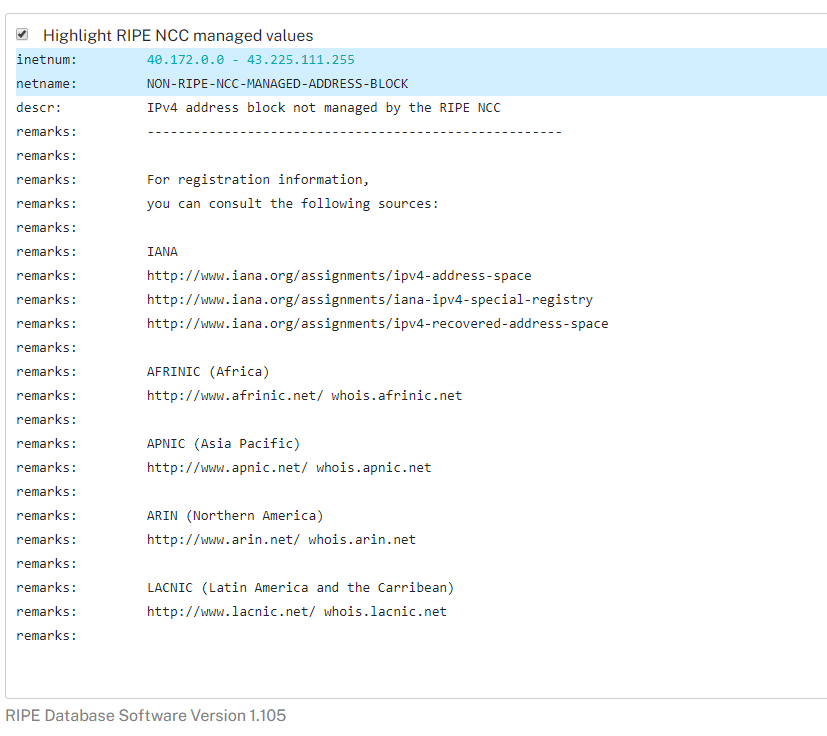 Highlight RIPE NCC managed values
inetnum: 40.172.0.0 - 43.225.111.255
netname: NON-RIPE-NCC-MANAGED-ADDRESS-BLOCK
descr: IPv4 address block not managed by the RIPE NCC
remarks: ------------------------------------------------------
remarks:
remarks: For registration information,
remarks: you can consult the following sources:
remarks:
remarks: IANA
remarks: http://www.iana.org/assignments/ipv4-address-space
remarks: http://www.iana.org/assignments/iana-ipv4-special-registry
remarks: http://www.iana.org/assignments/ipv4-recovered-address-space
remarks:
remarks: AFRINIC (Africa)
remarks: http://www.afrinic.net/ whois.afrinic.net
remarks:
remarks: APNIC (Asia Pacific)
remarks: http://www.apnic.net/ whois.apnic.net
remarks:
remarks: ARIN (Northern America)
remarks: http://www.arin.net/ whois.arin.net
remarks:
remarks: LACNIC (Latin America and the Carribean)
remarks: http://www.lacnic.net/ whois.lacnic.net
remarks:
RIPE Database Software Version 1.105